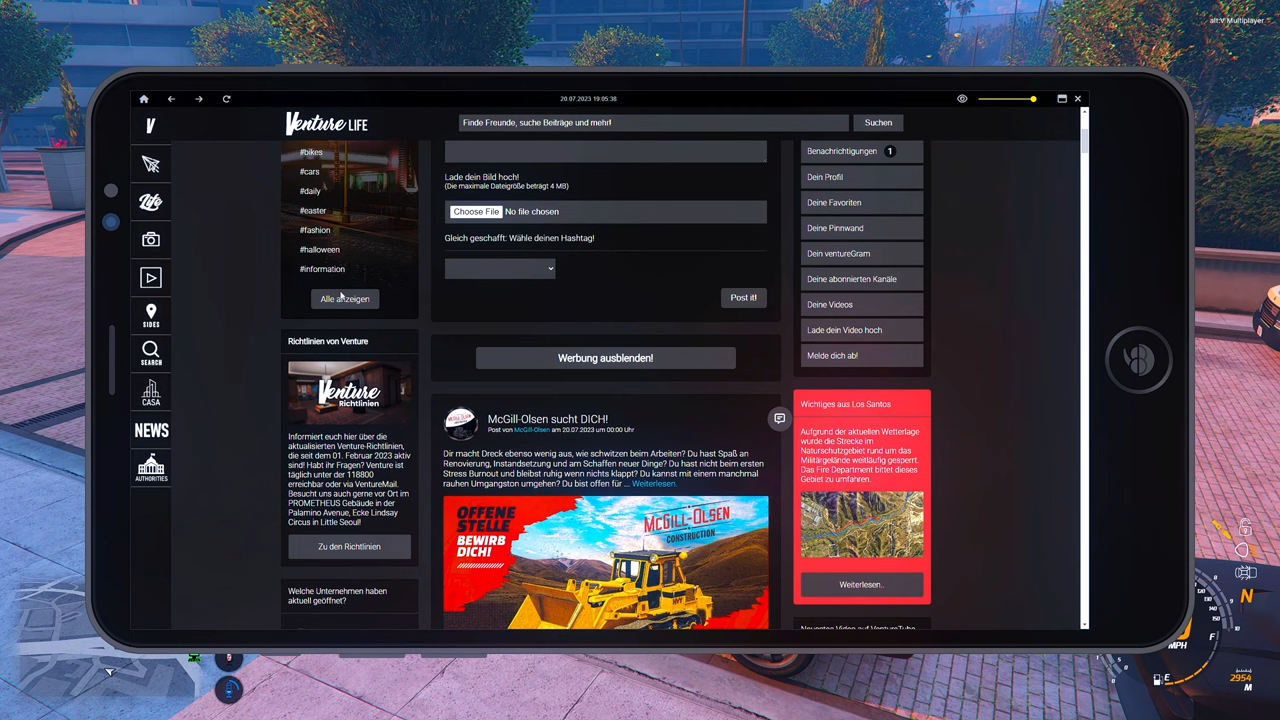 alt:V Multiplayer
20.07.2023 19:05:38
Venture LIFE
Finde Freunde, suche Beiträge und mehr!
Suchen
V
Life
SIDES
SEARCH
CASA
NEWS
AUTHORITIES
#bikes
#cars
#daily
#easter
#fashion
#halloween
#information
Alle anzeigen
Richtlinien von Venture
Venture
Richtlinien
Informiert euch hier über die
aktualisierten Venture-Richtlinien,
die seit dem 01. Februar 2023 aktiv
sind! Habt ihr Fragen? Venture ist
täglich unter der 118800
erreichbar oder via VentureMail.
Besucht uns auch gerne vor Ort im
PROMETHEUS Gebäude in der
Palamino Avenue, Ecke Lindsay
Circus in Little Seoul!
Zu den Richtlinien
Welche Unternehmen haben
aktuell geöffnet?
Lade dein Bild hoch!
(Die maximale Dateigröße beträgt 4 MB)
Choose File No file chosen
Gleich geschafft: Wähle deinen Hashtag!
Post it!
Werbung ausblenden!
McGill-Olsen sucht DICH!
Post von McGill-Olsen am 20.07.2023 um 00:00 Uhr
Dir macht Dreck ebenso wenig aus, wie schwitzen beim Arbeiten? Du hast Spaß an
Renovierung, Instandsetzung und am Schaffen neuer Dinge? Du hast nicht beim ersten
Stress Burnout und bleibst ruhig wenn nichts klappt? Du kannst mit einem manchmal
rauhen Umgangston umgehen? Du bist offen für ... Weiterlesen.
OFFENE
STELLE
BEWIRB
DICH!
McGILL-OLSEN
CONSTRUCTION
HVY
Benachrichtigungen 1
Dein Profil
Deine Favoriten
Deine Pinnwand
Dein ventureGram
Deine abonnierten Kanäle
Deine Videos
Lade dein Video hoch
Melde dich ab!
Wichtiges aus Los Santos
Aufgrund der aktuellen Wetterlage
wurde die Strecke im
Naturschutzgebiet rund um das
Militärgelände weitläufig gesperrt.
Das Fire Department bittet dieses
Gebiet zu umfahren.
Weiterlesen..
Neuestes Video auf VentureTube
N
MPH
F
E
2954
M